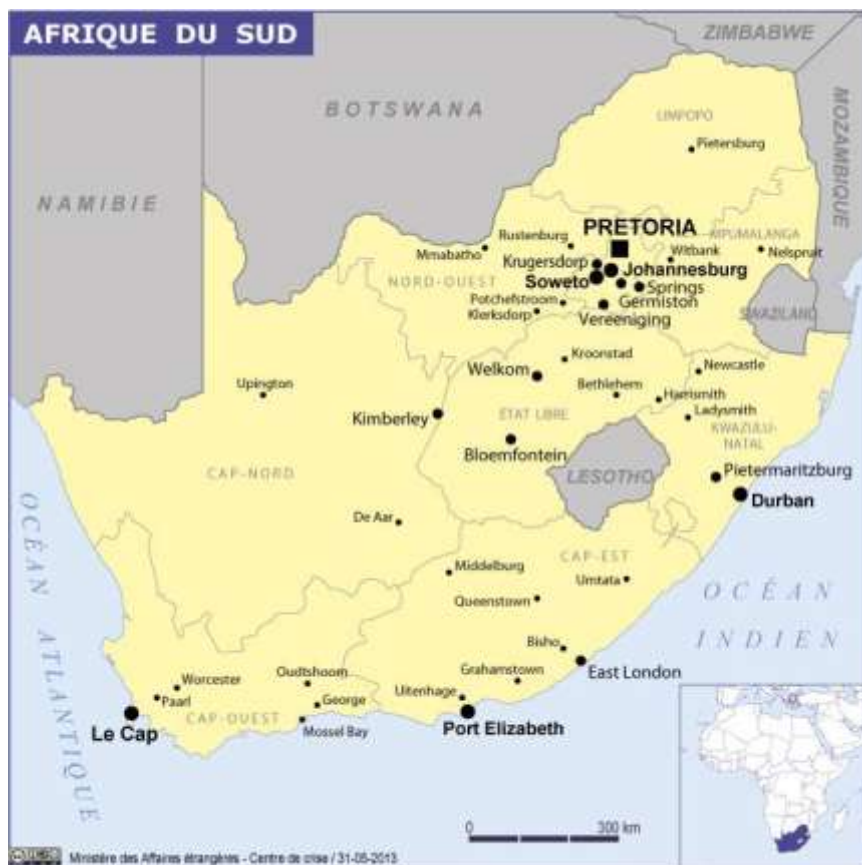 AFRIQUE DU SUD
ZIMBABWE
BOTSWANA
MOZAMBIQUE
LIMPOPO
Pietersburg
NAMIBIE
PRETORIA
Rustenburg
MPUMALANGA
Mmabatho
Witbank
Nelspruit
Krugersdorp
Johannesburg
NORD-OUEST
Soweto
Springs
Potchefstroom
Germiston
SWAZILAND
Klerksdorp
Vereeniging
Kroonstad
Newcastle
Welkom
Upington
Bethlehem
Harrismith
Kimberley
ÉTAT LIBRE
Ladysmith
KWAZULU-
NATAL
Bloemfontein
CAP-NORD
LESOTHO
Pietermaritzburg
Durban
De Aar
CAP-EST
Middelburg
Umtata
OCÉAN
INDIEN
Queenstown
OCÉAN ATLANTIQUE
Bisho
East London
Worcester
Oudtshoorn
Grahamstown
Paarl
George
Uitenhage
CAP-OUEST
Le Cap
Mossel Bay
Port Elizabeth
0 300 km
Ministère des Affaires étrangères - Centre de crise / 31-05-2013